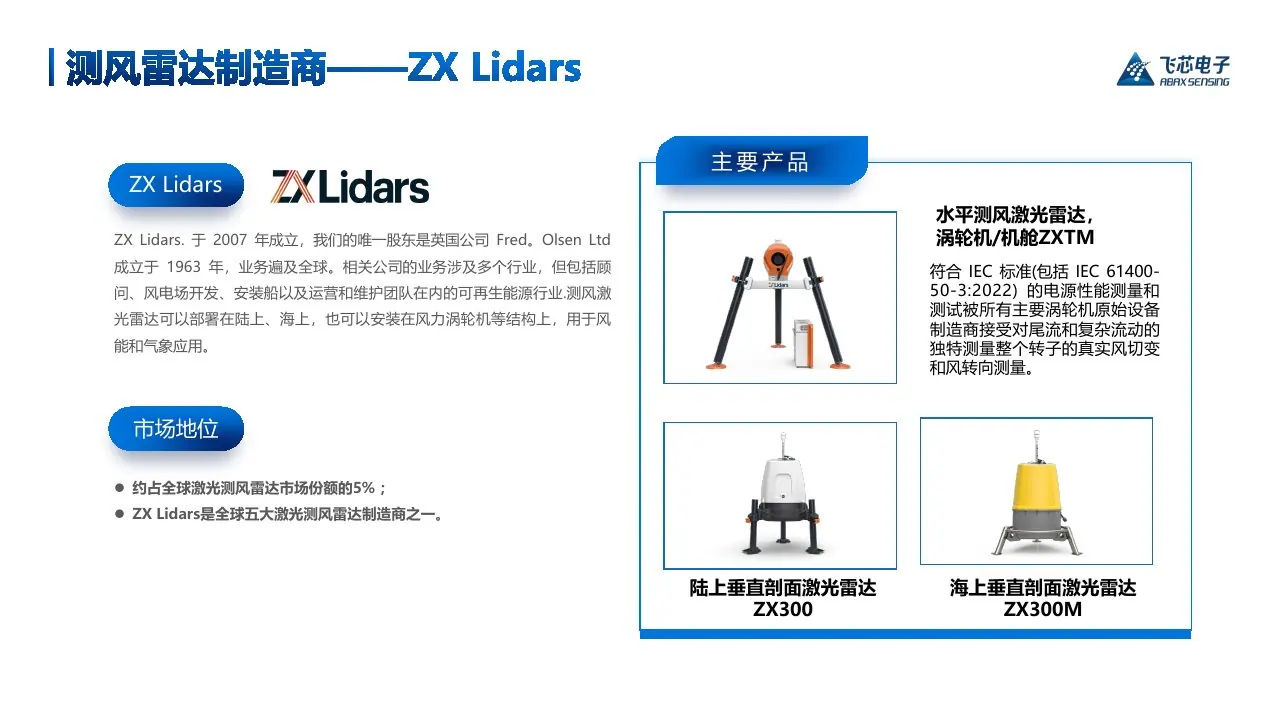 测风雷达制造商——ZX Lidars
飞芯电子
ABAXSENSING
ZX Lidars
ZXLidars
ZX Lidars. 于 2007 年成立，我们的唯一股东是英国公司 Fred。Olsen Ltd
成立于 1963 年，业务遍及全球。相关公司的业务涉及多个行业，但包括顾
问、风电场开发、安装船以及运营和维护团队在内的可再生能源行业.测风激
光雷达可以部署在陆上、海上，也可以安装在风力涡轮机等结构上，用于风
能和气象应用。
市场地位
● 约占全球激光测风雷达市场份额的5%；
● ZX Lidars是全球五大激光测风雷达制造商之一。
主要产品
ZXLidars
水平测风激光雷达，
涡轮机/机舱ZXTM
符合 IEC 标准(包括 IEC 61400-
50-3:2022) 的电源性能测量和
测试被所有主要涡轮机原始设备
制造商接受对尾流和复杂流动的
独特测量整个转子的真实风切变
和风转向测量。
陆上垂直剖面激光雷达
ZX300
海上垂直剖面激光雷达
ZX300M